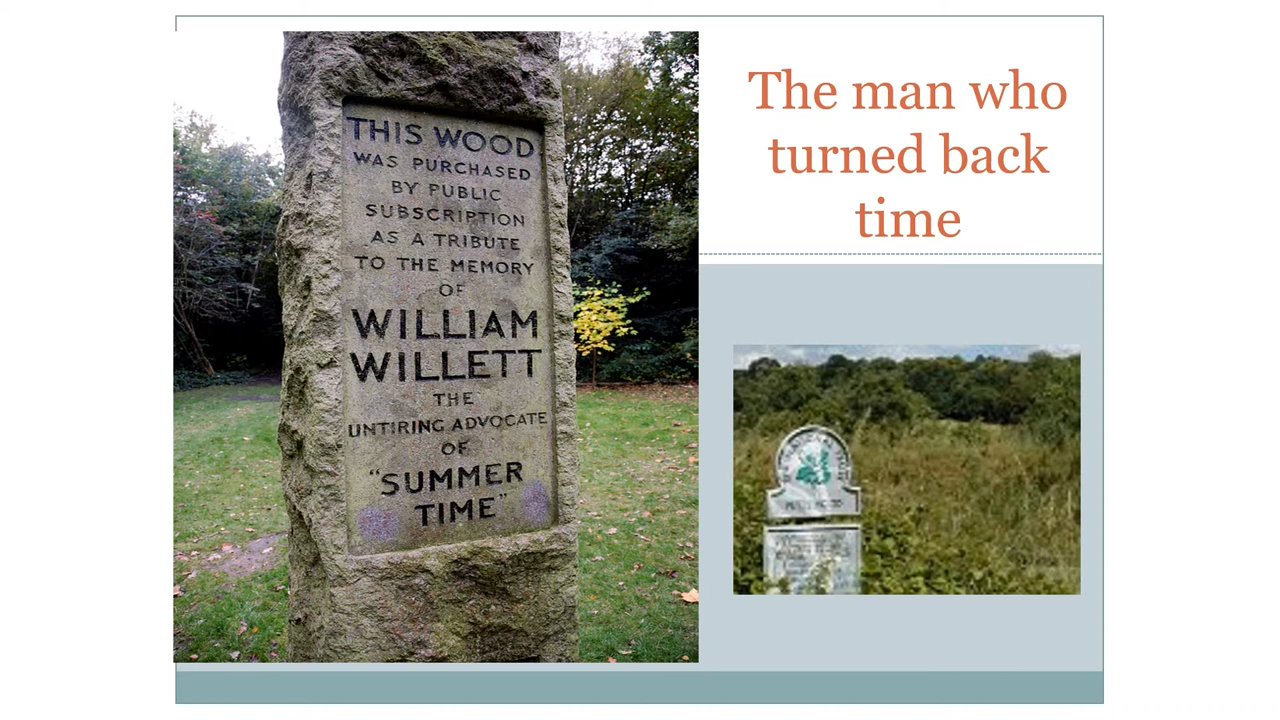 THIS WOOD
WAS PURCHASED
BY PUBLIC
SUBSCRIPTION
AS A TRIBUTE
TO THE MEMORY
OF
WILLIAM
WILLETT
THE
UNTIRING ADVOCATE
OF
"SUMMER
TIME"
The man who
turned back
time